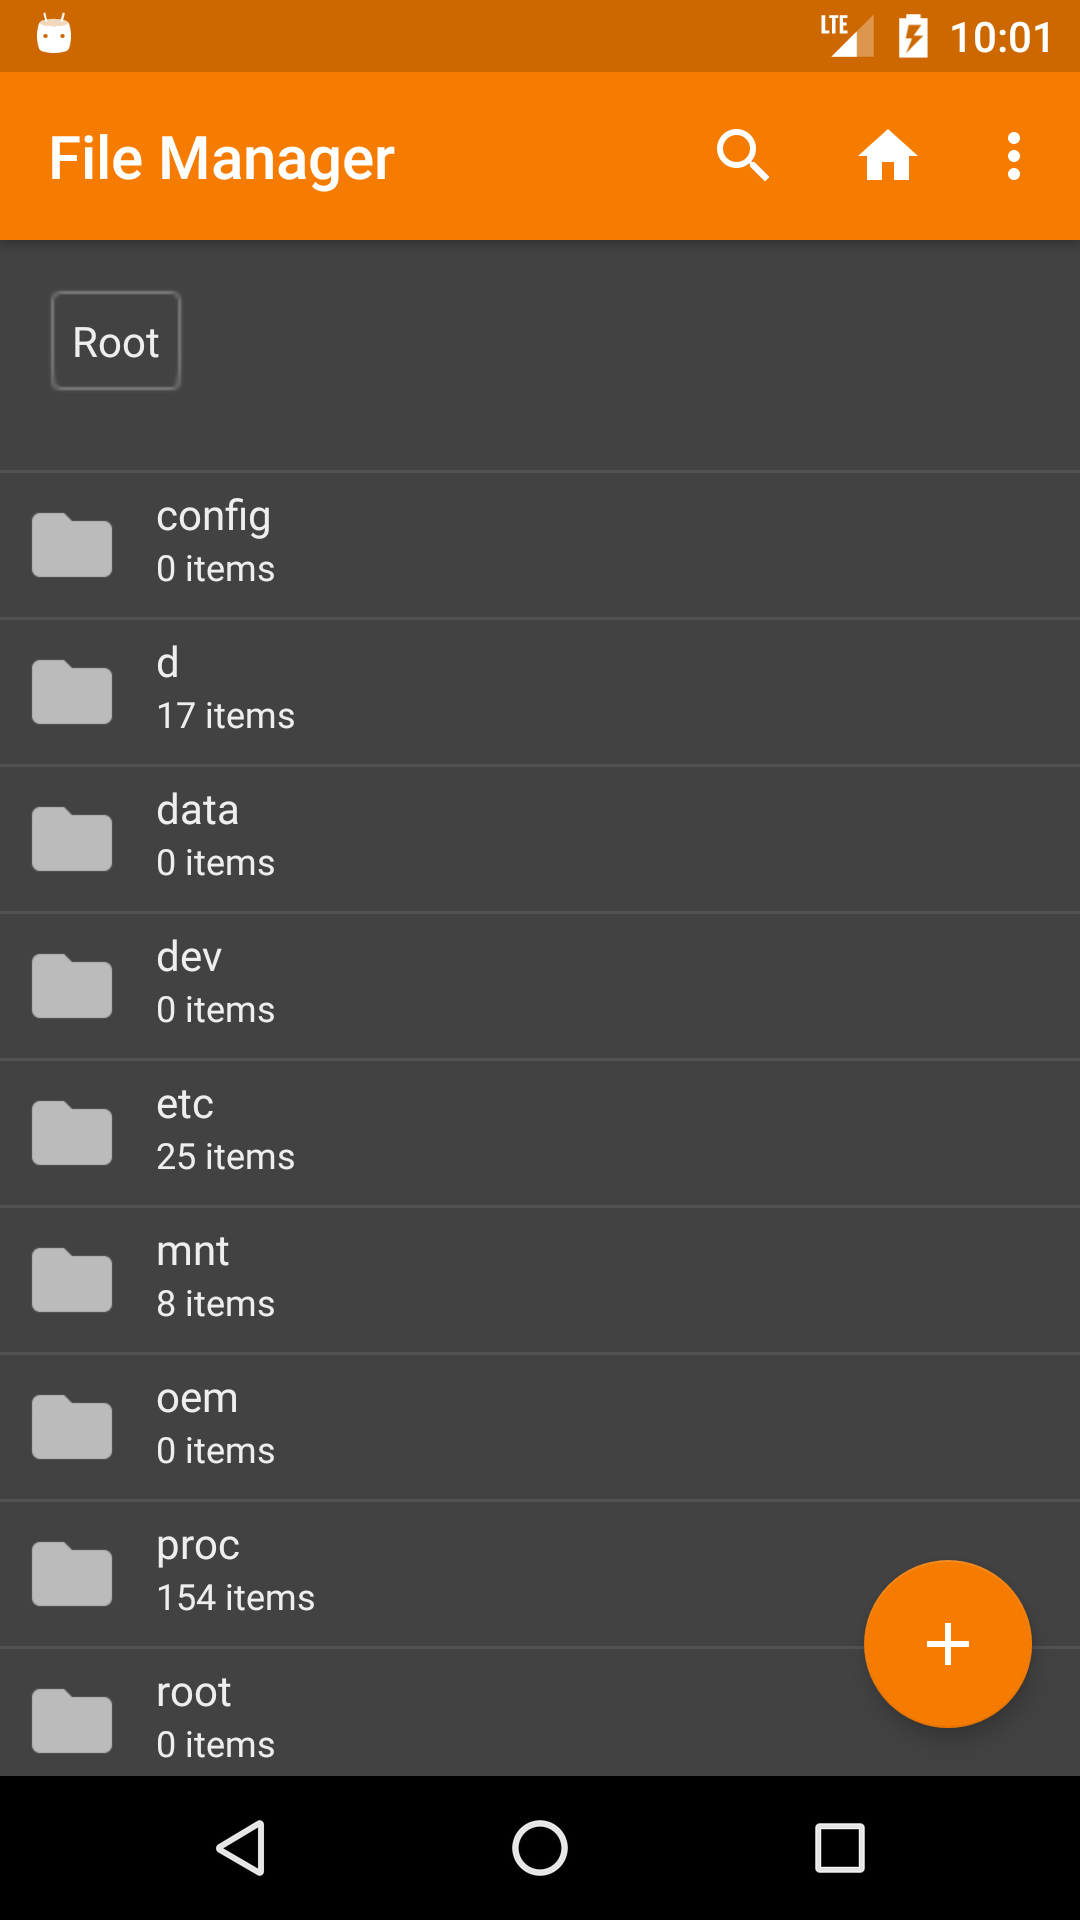 LTE 10:01
File Manager
Root
config
0 items
d
17 items
data
0 items
dev
0 items
etc
25 items
mnt
8 items
oem
0 items
proc
154 items
root
0 items